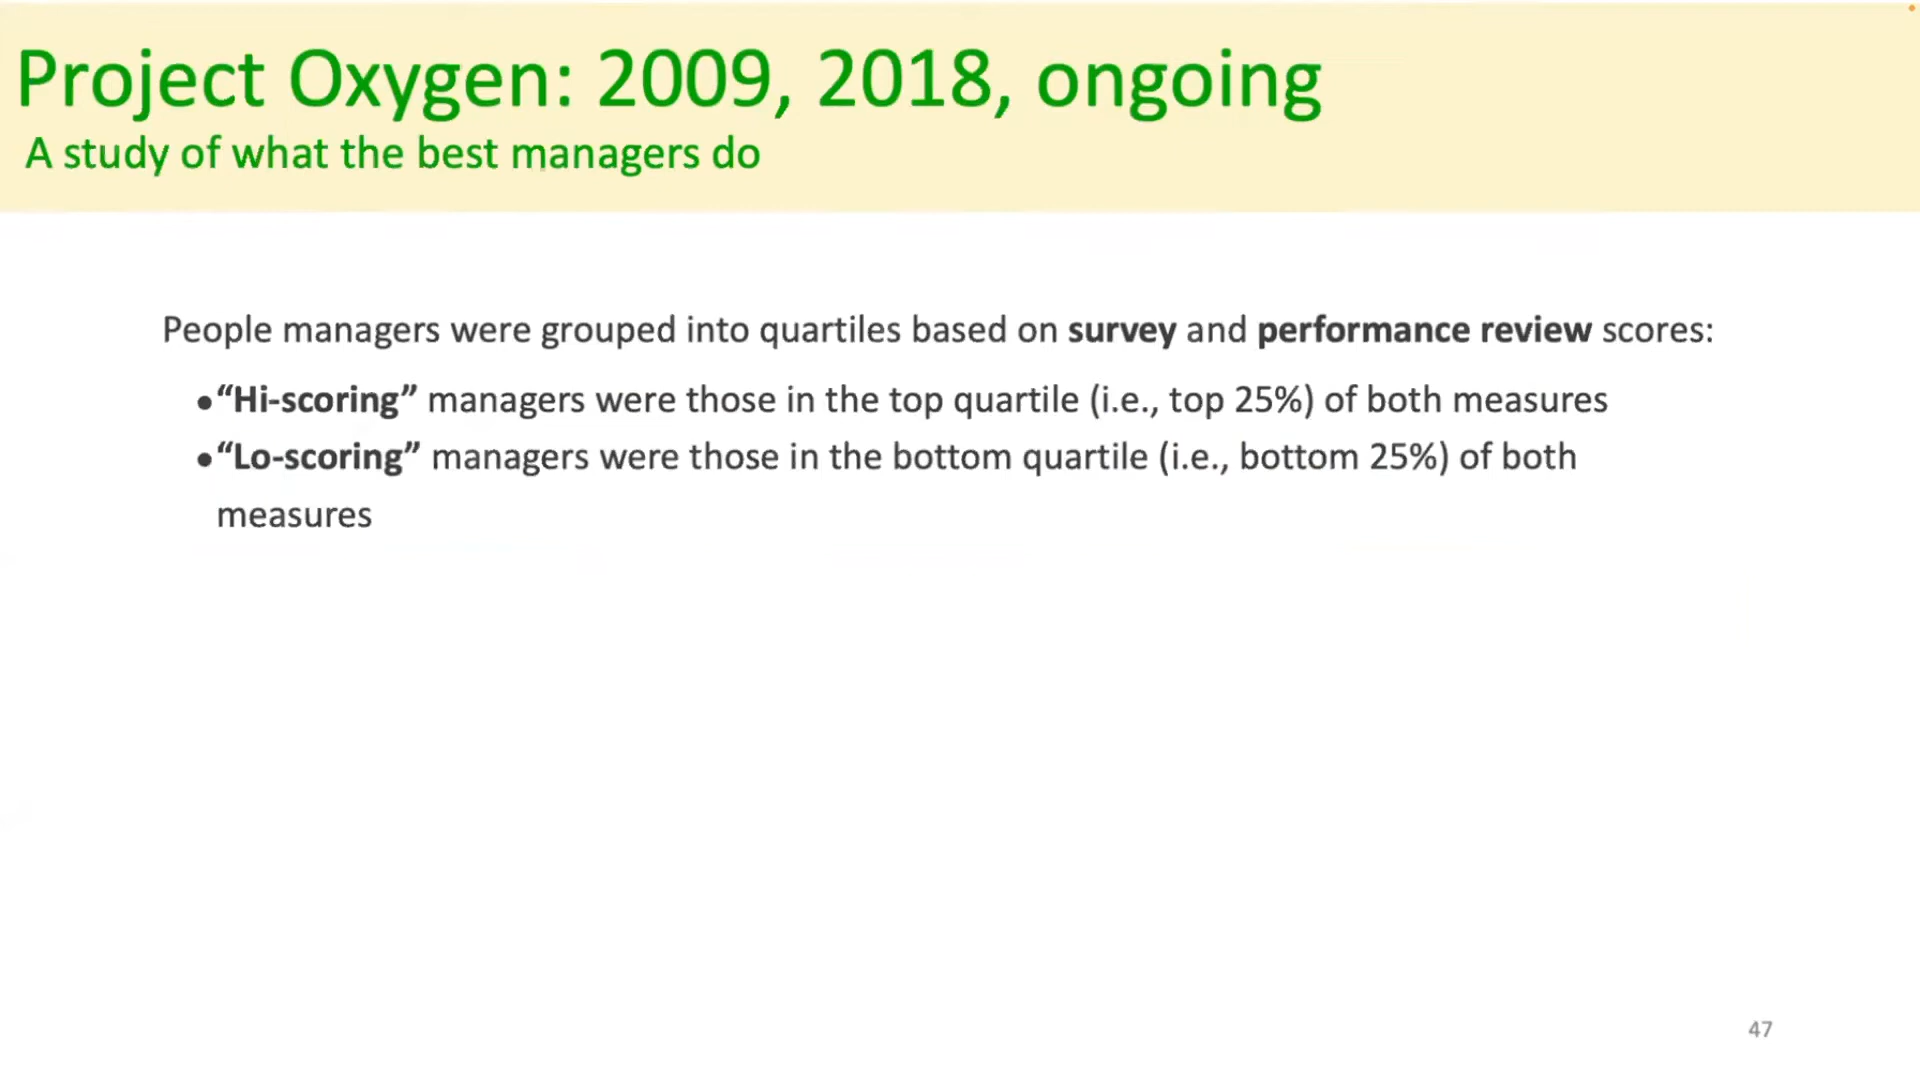 Project Oxygen: 2009, 2018, ongoing
A study of what the best managers do
People managers were grouped into quartiles based on survey and performance review scores:
●“Hi-scoring” managers were those in the top quartile (i.e., top 25%) of both measures
●“Lo-scoring” managers were those in the bottom quartile (i.e., bottom 25%) of both
measures
47